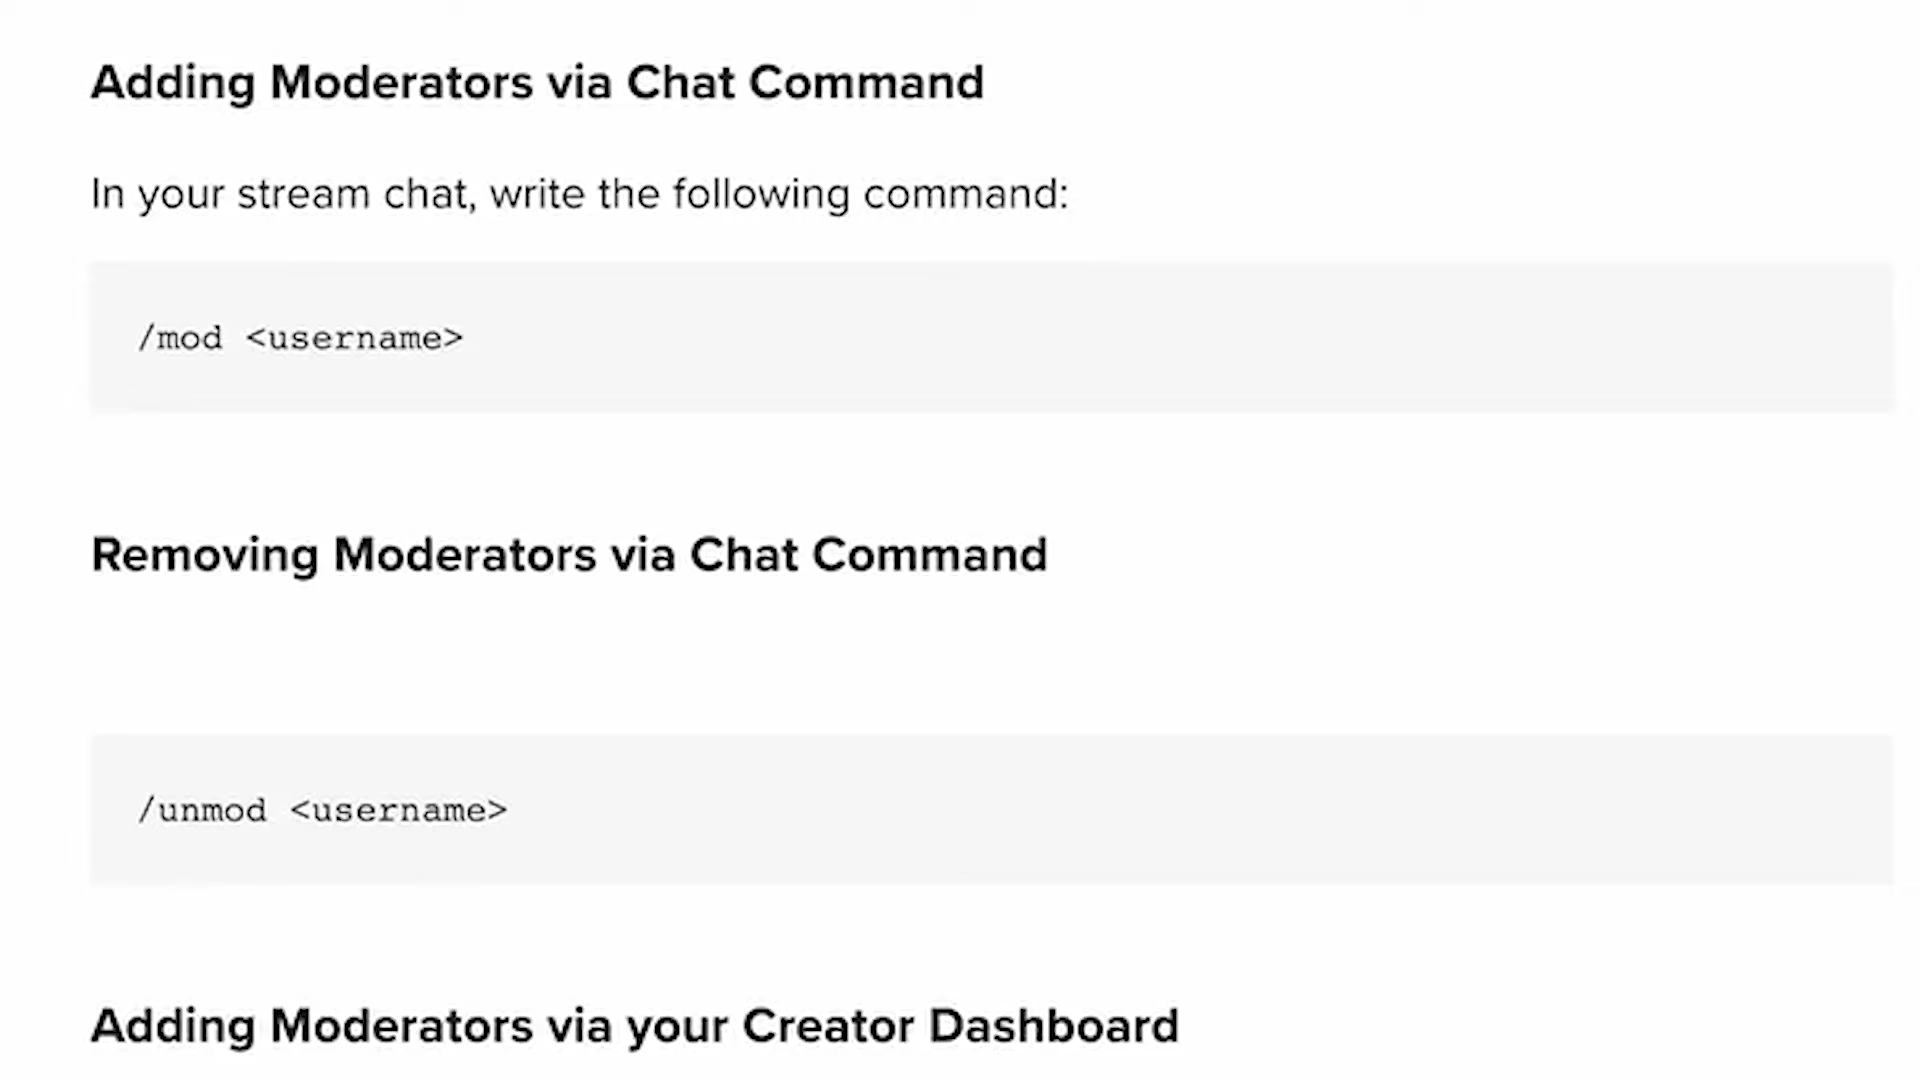 Adding Moderators via Chat Command
In your stream chat, write the following command:
/mod <username>
Removing Moderators via Chat Command
/unmod <username>
Adding Moderators via your Creator Dashboard